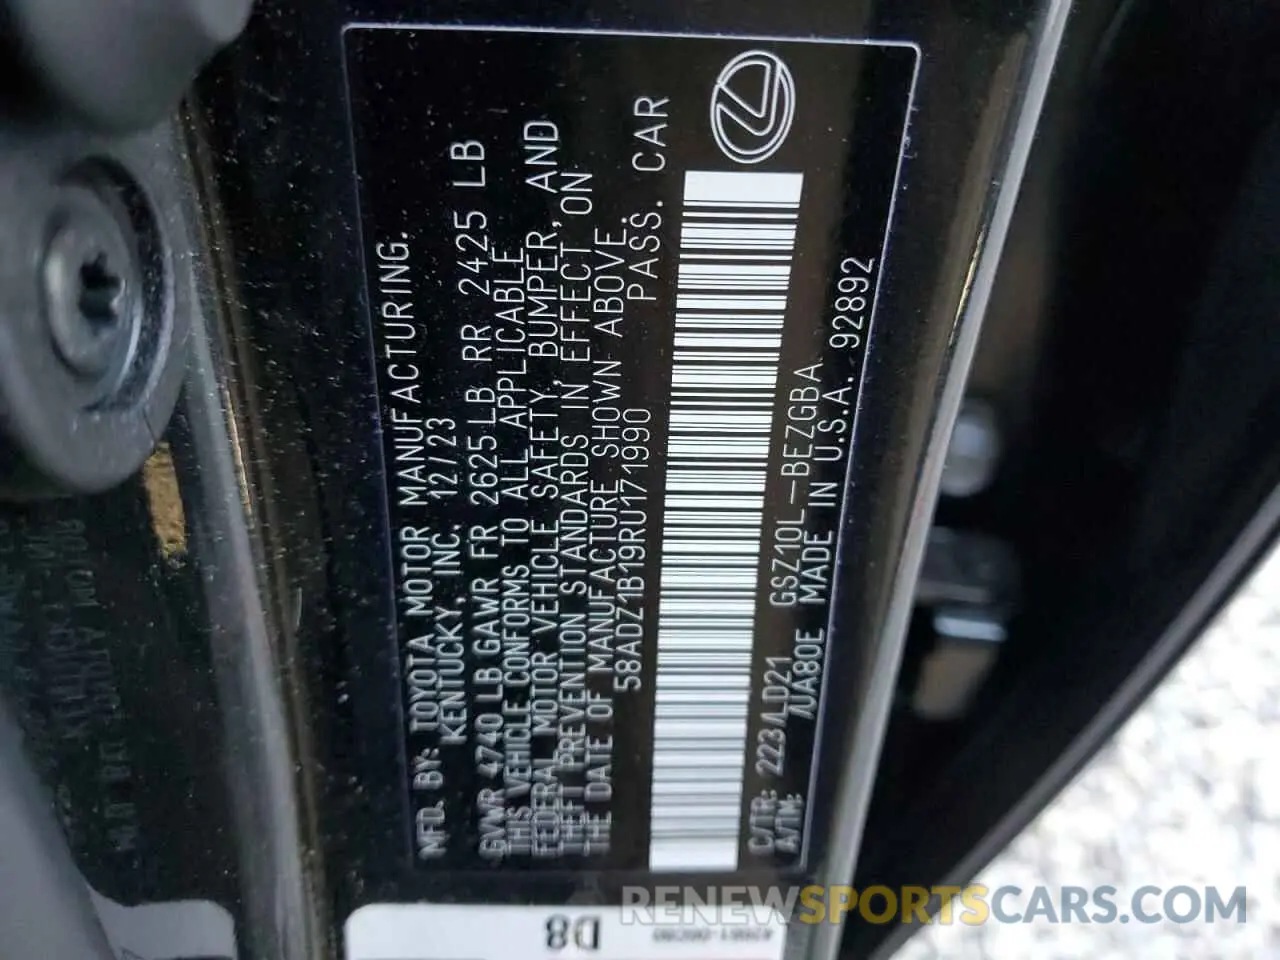 MFD. BY: TOYOTA MOTOR MANUFACTURING.
KENTUCKY, INC. 12/23
GVWR 4740 LB GAWR FR 2625LB RR 2425 LB
THIS VEHICLE CONFORMS TO ALL APPLICABLE
FEDERAL MOTOR VEHICLE SAFETY, BUMPER, AND
THEFT PREVENTION STANDARDS IN EFFECT ON
THE DATE OF MANUFACTURE SHOWN ABOVE.
58ADZ1B19RU171990 PASS. CAR
C/TR: 223/LD21 GSZ10L-BEZGBA
A/TM: /UA80E MADE IN U.S.A. 92892
D8
RENEWSPORTSCARS.COM